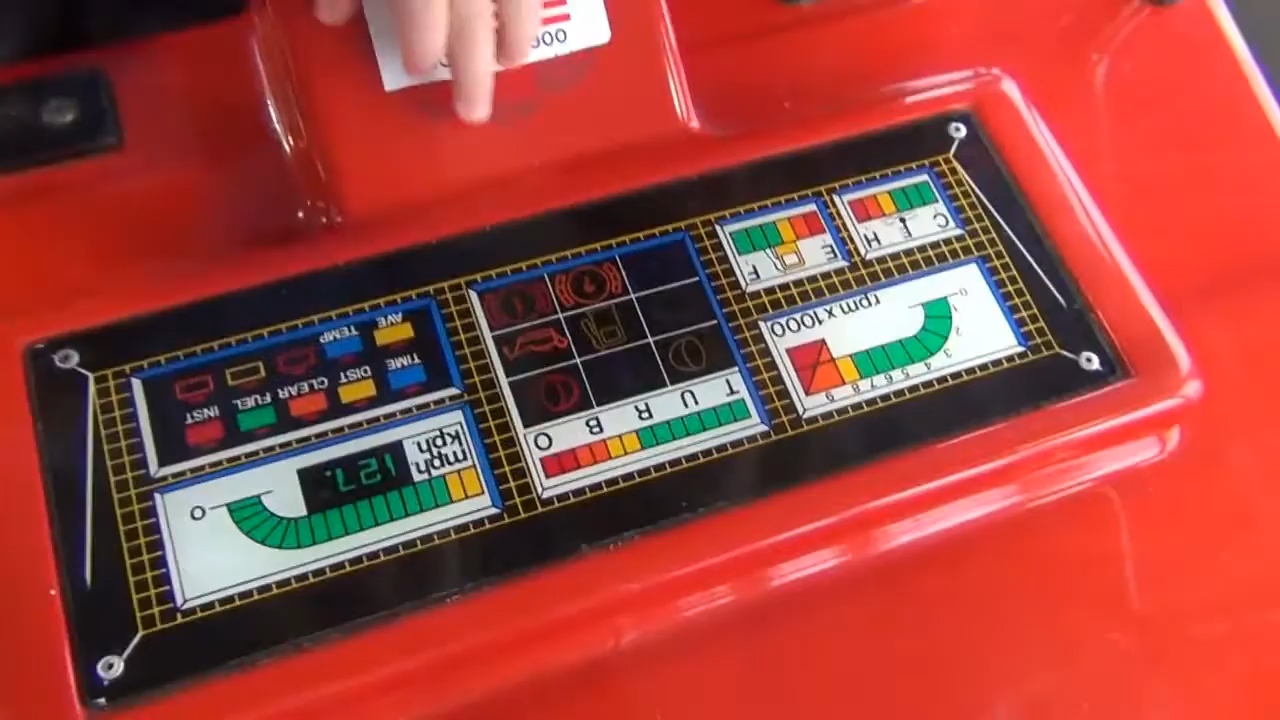 0
1
2
3
4 5 6 7 8 9
rpm.x1000
C H
F E
T U R B O
mph.
kph.
127
0
TIME DIST CLEAR FUEL INST
AVE TEMP
000